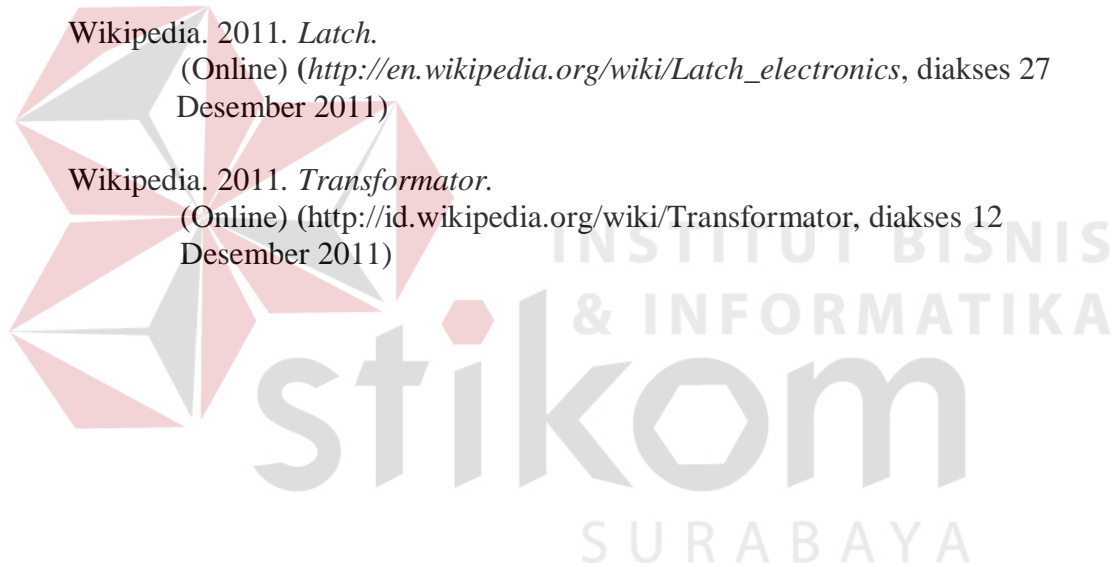 Wikipedia. 2011. Latch.
(Online) (http://en.wikipedia.org/wiki/Latch_electronics, diakses 27
Desember 2011)
Wikipedia. 2011. Transformator.
(Online) (http://id.wikipedia.org/wiki/Transformator, diakses 12
Desember 2011)
INSTITUT BISNIS
& INFORMATIKA
stikom
SURABAYA